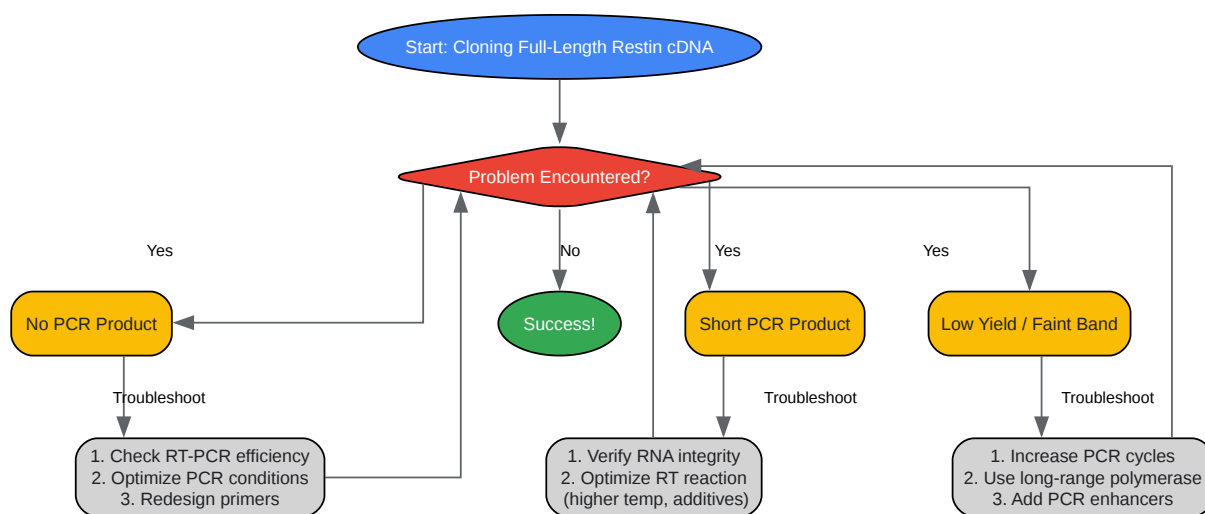 Start: Cloning Full-Length Restin cDNA
Problem Encountered?
Yes
No
Yes
Yes
No PCR Product
Success!
Short PCR Product
Low Yield / Faint Band
Troubleshoot
Troubleshoot
Troubleshoot
1. Check RT-PCR efficiency
2. Optimize PCR conditions
3. Redesign primers
1. Verify RNA integrity
2. Optimize RT reaction
(higher temp, additives)
1. Increase PCR cycles
2. Use long-range polymerase
3. Add PCR enhancers